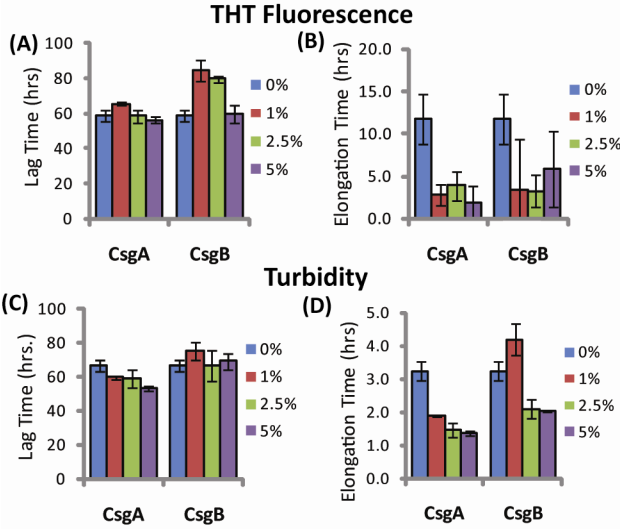 THT Fluorescence
(A)
Lag Time (hrs)
100
80
60
40
20
0
CsgA
CsgB
0%
1%
2.5%
5%
(B)
Elongation Time (hrs)
20.0
15.0
10.0
5.0
0.0
CsgA
CsgB
0%
1%
2.5%
5%
Turbidity
(C)
Lag Time (hrs.)
100
80
60
40
20
0
CsgA
CsgB
0%
1%
2.5%
5%
(D)
Elongation Time (hrs)
5.0
4.0
3.0
2.0
1.0
0.0
CsgA
CsgB
0%
1%
2.5%
5%